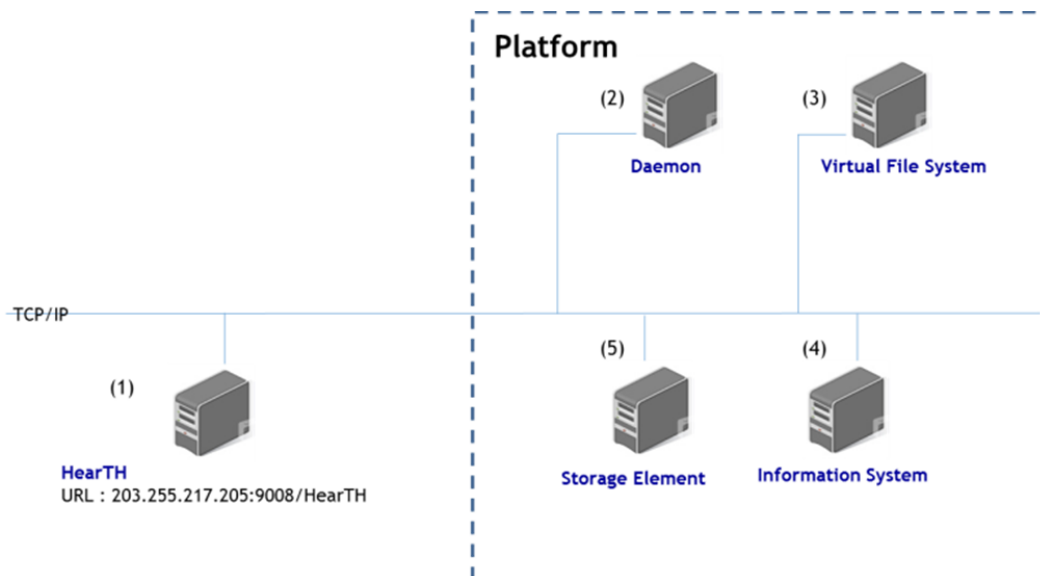 Platform
(2)
Daemon
(3)
Virtual File System
TCP/IP
(1)
HearTH
URL : 203.255.217.205:9008/HearTH
(5)
Storage Element
(4)
Information System